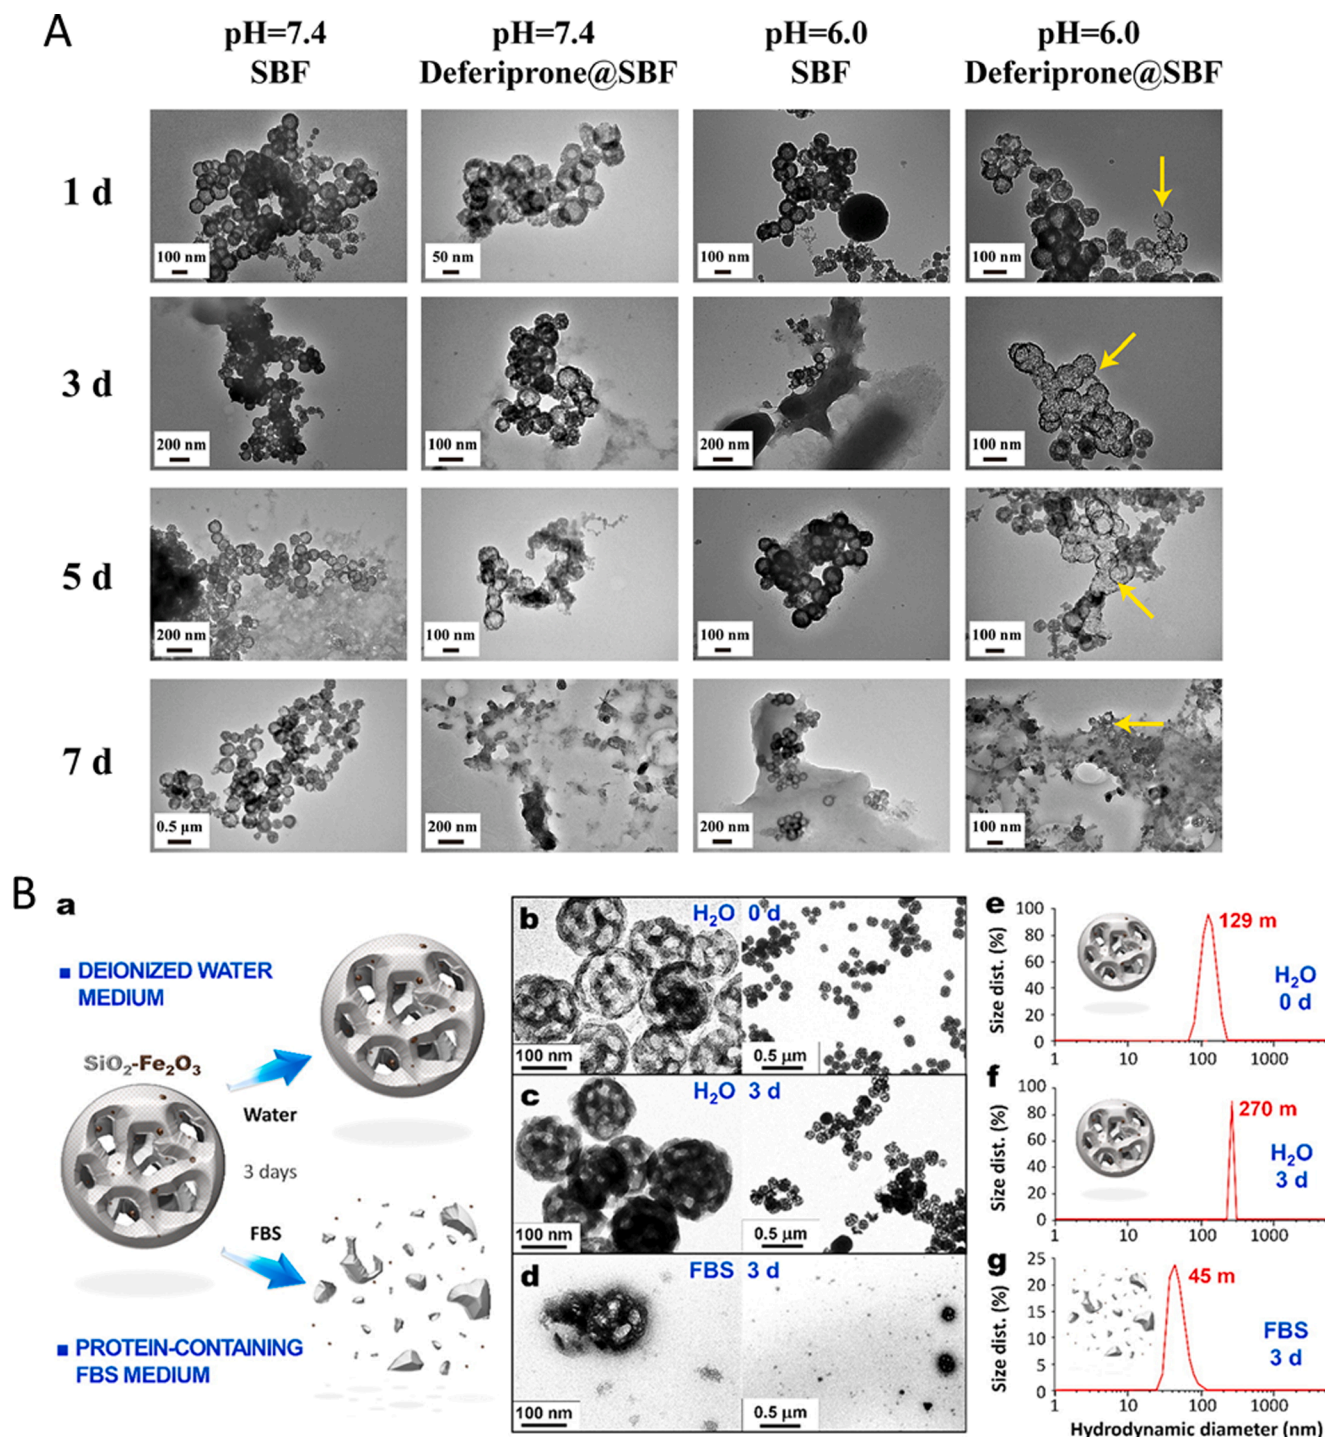 A
pH=7.4
SBF
pH=7.4
Deferiprone@SBF
pH=6.0
SBF
pH=6.0
Deferiprone@SBF
1 d
100 nm
50 nm
100 nm
100 nm
3 d
200 nm
100 nm
200 nm
100 nm
5 d
200 nm
100 nm
100 nm
100 nm
7 d
0.5 µm
200 nm
200 nm
100 nm
B
a
■ DEIONIZED WATER
MEDIUM
SiO₂-Fe₂O₃
Water
3 days
FBS
■ PROTEIN-CONTAINING
FBS MEDIUM
b
H₂O 0 d
100 nm
0.5 µm
c
H₂O 3 d
100 nm
0.5 µm
d
FBS 3 d
100 nm
0.5 µm
e
Size dist. (%)
100
80
60
40
20
0
129 m
H₂O
0 d
1
10
100
1000
f
Size dist. (%)
100
80
60
40
20
0
270 m
H₂O
3 d
1
10
100
1000
g
Size dist. (%)
25
20
15
10
5
0
45 m
FBS
3 d
1
10
100
1000
Hydrodynamic diameter (nm)